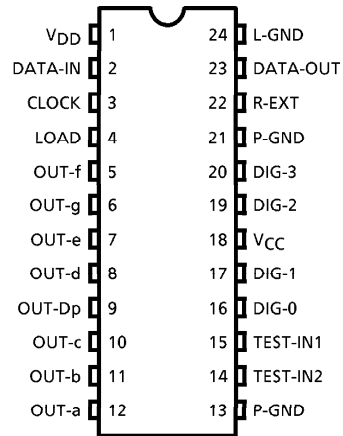 VDD 1 24 L-GND
DATA-IN 2 23 DATA-OUT
CLOCK 3 22 R-EXT
LOAD 4 21 P-GND
OUT-f 5 20 DIG-3
OUT-g 6 19 DIG-2
OUT-e 7 18 VCC
OUT-d 8 17 DIG-1
OUT-Dp 9 16 DIG-0
OUT-c 10 15 TEST-IN1
OUT-b 11 14 TEST-IN2
OUT-a 12 13 P-GND